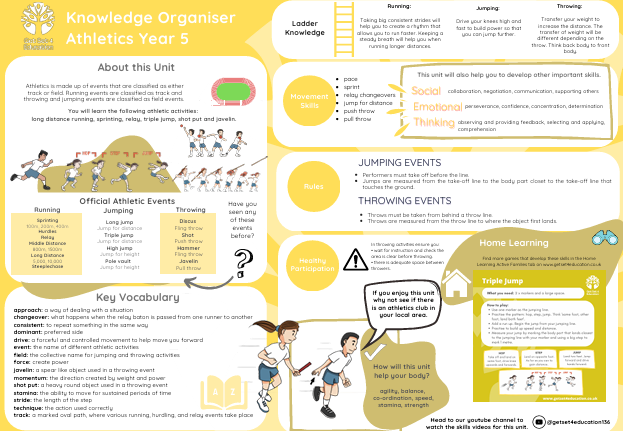 Knowledge Organiser
Athletics Year 5
About this Unit
Athletics is made up of events that are classified as either
track or field. Running events are classified as track and
throwing and jumping events are classified as field events.
You will learn the following athletic activities:
long distance running, sprinting, relay, triple jump, shot put and javelin.
Official Athletic Events
Running
Sprinting
100m, 200m, 400m
Hurdles
Relay
Middle Distance
800m, 1500m
Long Distance
5,000, 10,000
Steeplechase
Jumping
Long jump
Jump for distance
Triple jump
Jump for distance
High jump
Jump for height
Pole vault
Jump for height
Throwing
Discus
Fling throw
Shot
Push throw
Hammer
Fling throw
Javelin
Pull throw
Have you
seen any
of these
events
before?
Key Vocabulary
approach: a way of dealing with a situation
changeover: what happens when the relay baton is passed from one runner to another
consistent: to repeat something in the same way
dominant: preferred side
drive: a forceful and controlled movement to help move you forward
event: the name of different athletic activities
field: the collective name for jumping and throwing activities
force: create power
javelin: a spear like object used in a throwing event
momentum: the direction created by weight and power
shot put: a heavy round object used in a throwing event
stamina: the ability to move for sustained periods of time
stride: the length of the step
technique: the action used correctly
track: a marked oval path, where various running, hurdling, and relay events take place
Ladder
Knowledge
Running:
Taking big consistent strides will
help you to create a rhythm that
allows you to run faster. Keeping a
steady breath will help you when
running longer distances.
Jumping:
Drive your knees high and
fast to build power so that
you can jump further.
Throwing:
Transfer your weight to
increase the distance. The
transfer of weight will be
different depending on the
throw. Think back body to front
body.
Movement
Skills
pace
sprint
relay changeovers
jump for distance
push throw
pull throw
This unit will also help you to develop other important skills.
Social collaboration, negotiation, communication, supporting others
Emotional perseverance, confidence, concentration, determination
Thinking observing and providing feedback, selecting and applying,
comprehension
Rules
JUMPING EVENTS
Performers must take off before the line.
Jumps are measured from the take-off line to the body part closest to the take-off line that
touches the ground.
THROWING EVENTS
Throws must be taken from behind a throw line.
Throws are measured from the throw line to where the object first lands.
Healthy
Participation
In throwing activities ensure you
• wait for instruction and check the
area is clear before throwing.
• there is adequate space between
throwers.
If you enjoy this unit
why not see if there
is an athletics club in
your local area.
How will this unit
help your body?
agility, balance,
co-ordination, speed,
stamina, strength
Home Learning
Find more games that develop these skills in the Home
Learning Active Families tab on www.getset4education.co.uk
Triple Jump
www.getset4education.co.uk
Head to our youtube channel to
watch the skills videos for this unit.
@getset4education136